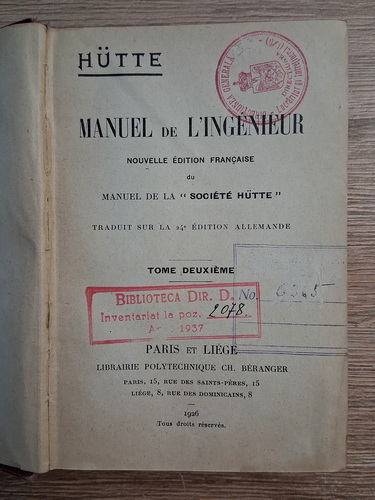 HÜTTE
MANUEL DE L'INGÉNIEUR
NOUVELLE ÉDITION FRANÇAISE
du
MANUEL DE LA "SOCIÉTÉ HÜTTE"
TRADUIT SUR LA 24e ÉDITION ALLEMANDE
TOME DEUXIÈME
BIBLIOTECA DIR. D.
No.
Inventariat la poz. 2078.
1937
PARIS ET LIÉGE
LIBRAIRIE POLYTECHNIQUE CH. BÉRANGER
PARIS, 15, RUE DES SAINTS-PÈRES, 15
LIÉGE, 8, RUE DES DOMINICAINS, 8
1926
Tous droits réservés.